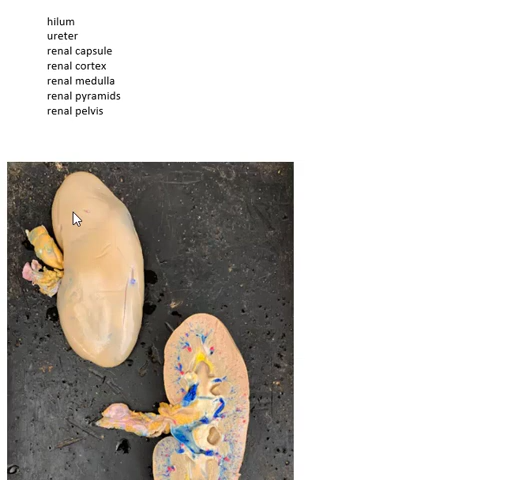 hilum
ureter
renal capsule
renal cortex
renal medulla
renal pyramids
renal pelvis